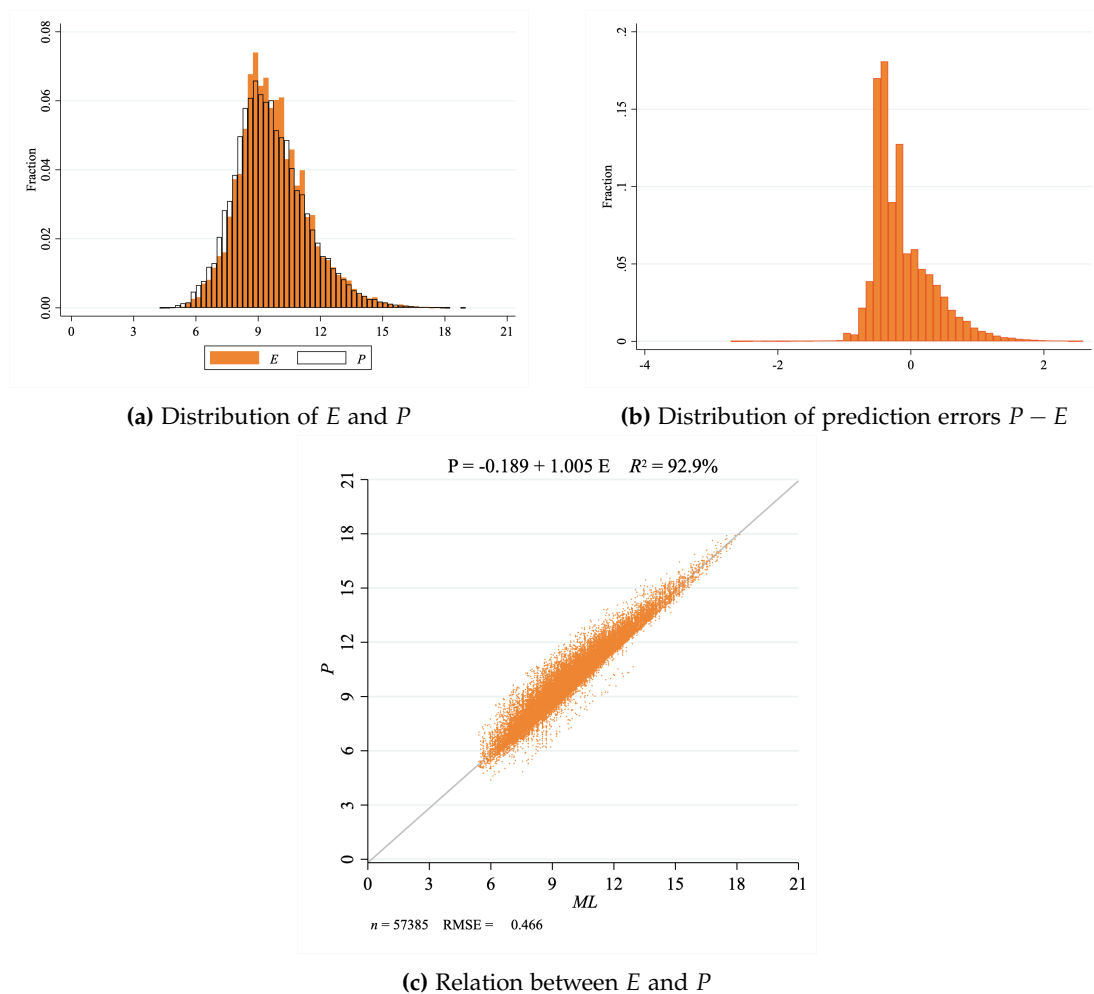 0.08
0.06
0.04
0.02
0.00
Fraction
0 3 6 9 12 15 18 21
E P
(a) Distribution of E and P
.2
.15
.1
.05
0
Fraction
-4 -2 0 2
(b) Distribution of prediction errors P − E
P = -0.189 + 1.005 E R² = 92.9%
21
18
15
12
9
6
3
0
P
0 3 6 9 12 15 18 21
ML
n = 57385 RMSE = 0.466
(c) Relation between E and P